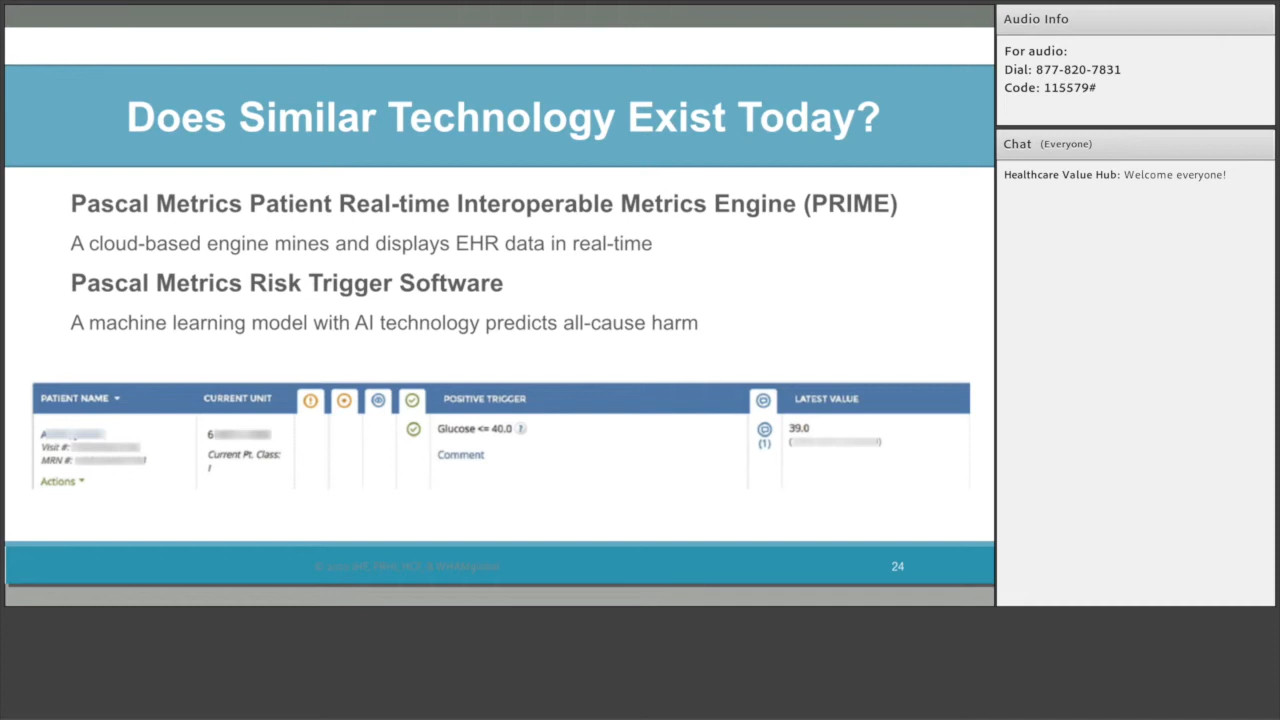 Does Similar Technology Exist Today?
Pascal Metrics Patient Real-time Interoperable Metrics Engine (PRIME)
A cloud-based engine mines and displays EHR data in real-time
Pascal Metrics Risk Trigger Software
A machine learning model with AI technology predicts all-cause harm
PATIENT NAME CURRENT UNIT POSITIVE TRIGGER LATEST VALUE
A 6 Glucose <= 40.0 ? 39.0
Visit #: Current Pt. Class: (1)
MRN #: Comment
Actions
24
Audio Info
For audio:
Dial: 877-820-7831
Code: 115579#
Chat (Everyone)
Healthcare Value Hub: Welcome everyone!